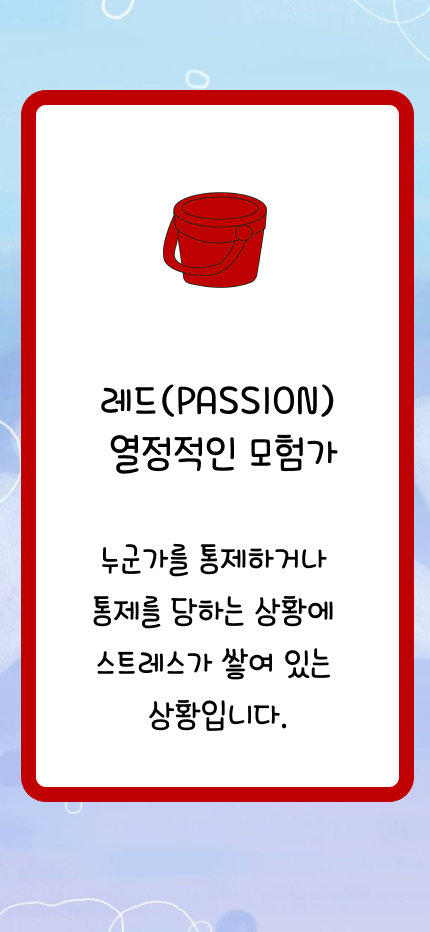 레드(PASSION)
열정적인 모험가
누군가를 통제하거나
통제를 당하는 상황에
스트레스가 쌓여 있는
상황입니다.